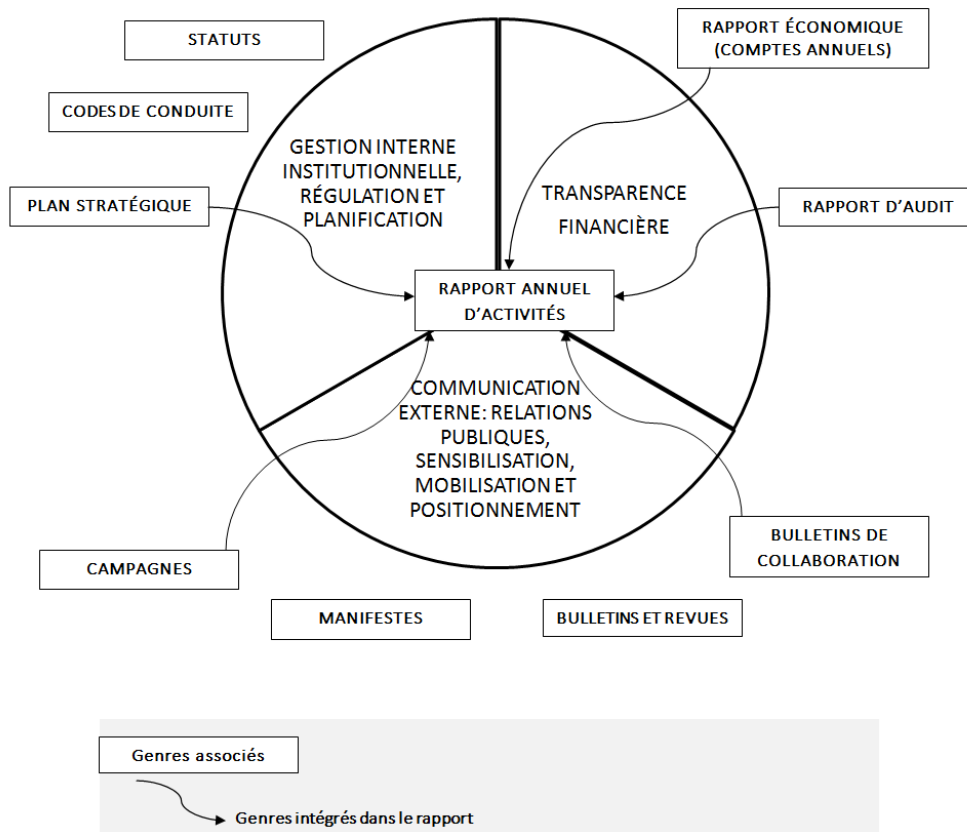 STATUTS
RAPPORT ÉCONOMIQUE
(COMPTES ANNUELS)
CODES DE CONDUITE
GESTION INTERNE
INSTITUTIONNELLE,
RÉGULATION ET
PLANIFICATION
TRANSPARENCE
FINANCIÈRE
PLAN STRATÉGIQUE
RAPPORT D’AUDIT
RAPPORT ANNUEL
D’ACTIVITÉS
COMMUNICATION
EXTERNE: RELATIONS
PUBLIQUES,
SENSIBILISATION,
MOBILISATION ET
POSITIONNEMENT
CAMPAGNES
BULLETINS DE
COLLABORATION
MANIFESTES
BULLETINS ET REVUES
Genres associés
Genres intégrés dans le rapport